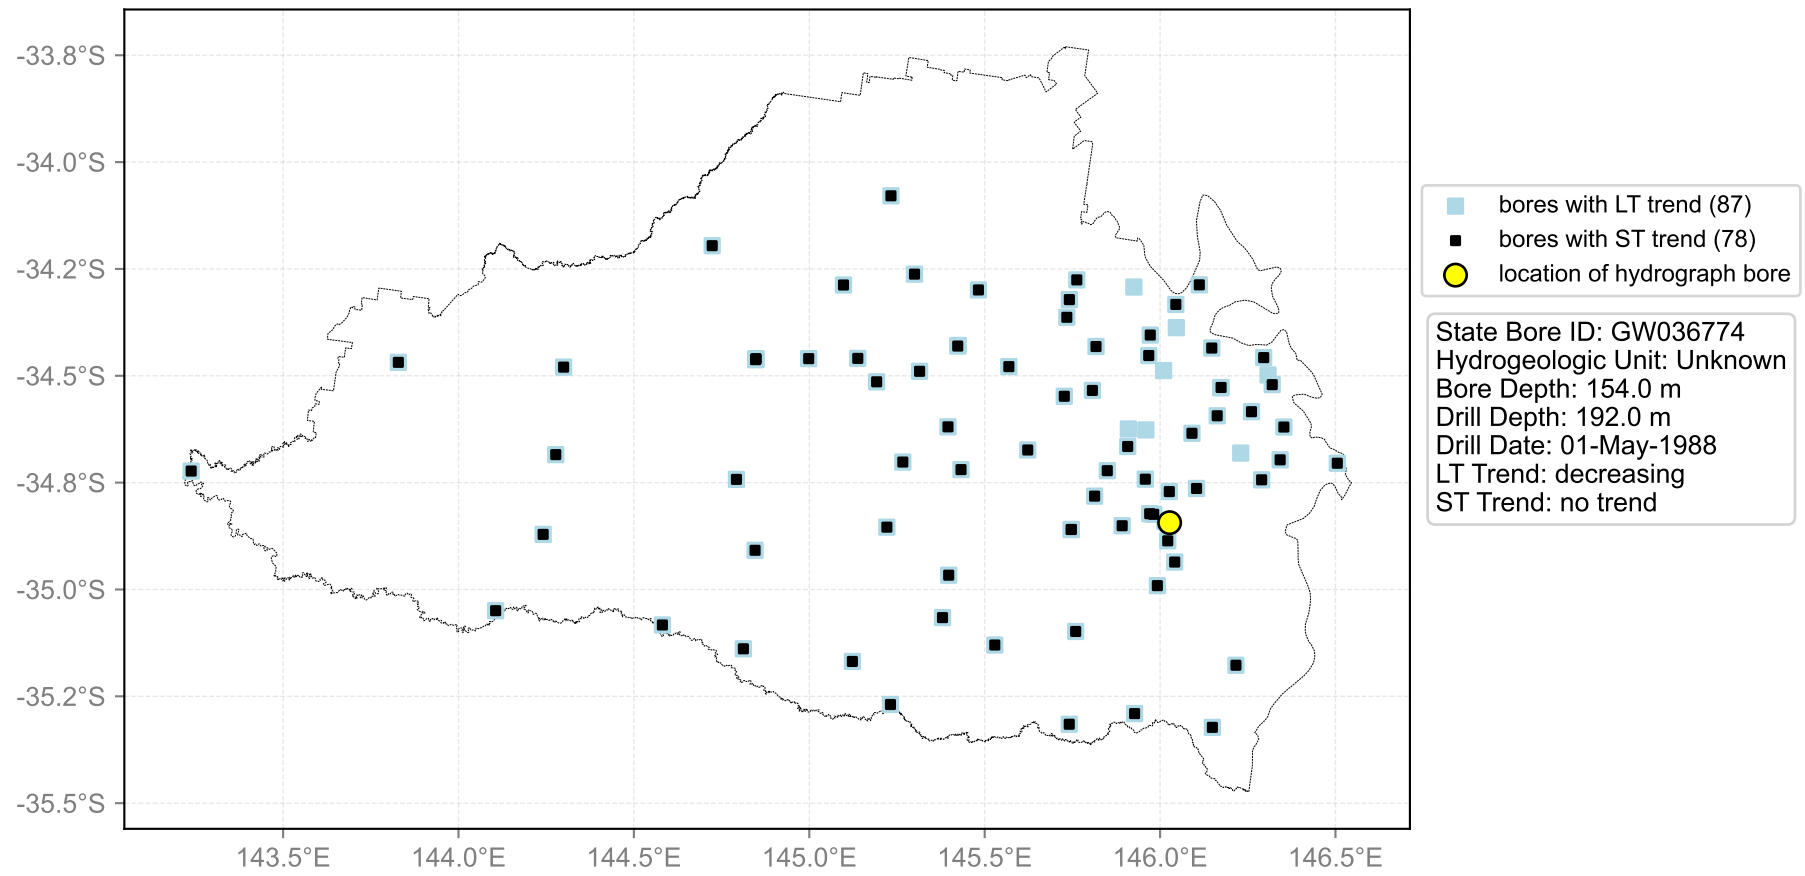 -33.8°S
-34.0°S
-34.2°S
-34.5°S
-34.8°S
-35.0°S
-35.2°S
-35.5°S
143.5°E 144.0°E 144.5°E 145.0°E 145.5°E 146.0°E 146.5°E
bores with LT trend (87)
bores with ST trend (78)
location of hydrograph bore
State Bore ID: GW036774
Hydrogeologic Unit: Unknown
Bore Depth: 154.0 m
Drill Depth: 192.0 m
Drill Date: 01-May-1988
LT Trend: decreasing
ST Trend: no trend